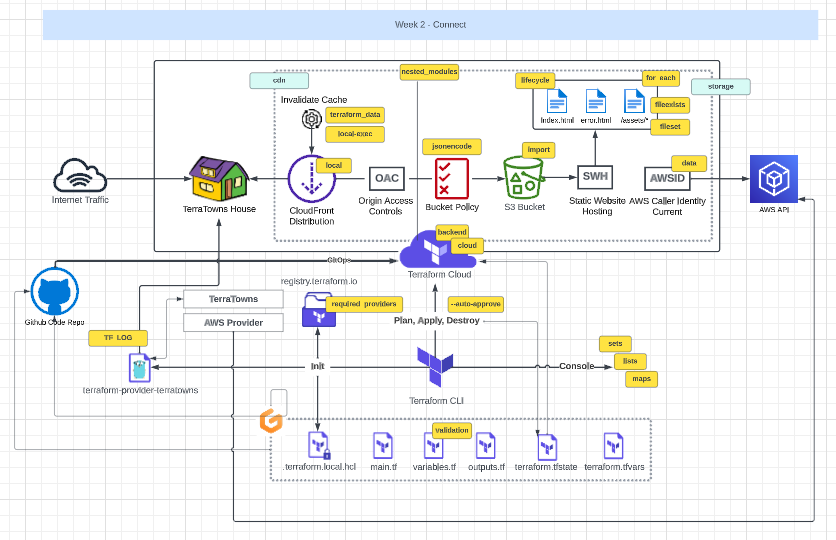 Week 2 - Connect
nested_modules
cdn
lifecycle
for_each
storage
Invalidate Cache
terraform_data
local-exec
Index.html
error.html
/assets/*
fileexists
fileset
jsonencode
import
local
data
OAC
SWH
AWSID
Internet Traffic
TerraTowns House
CloudFront
Distribution
Origin Access
Controls
Bucket Policy
S3 Bucket
Static Website
Hosting
AWS Caller Identity
Current
AWS API
backend
cloud
GitOps
Terraform Cloud
Github Code Repo
registry.terraform.io
TerraTowns
required_providers
--auto-approve
AWS Provider
Plan, Apply, Destroy
TF_LOG
sets
lists
maps
Init
Console
terraform-provider-terratowns
Terraform CLI
validation
.terraform.local.hcl
main.tf
variables.tf
outputs.tf
terraform.tfstate
terraform.tfvars